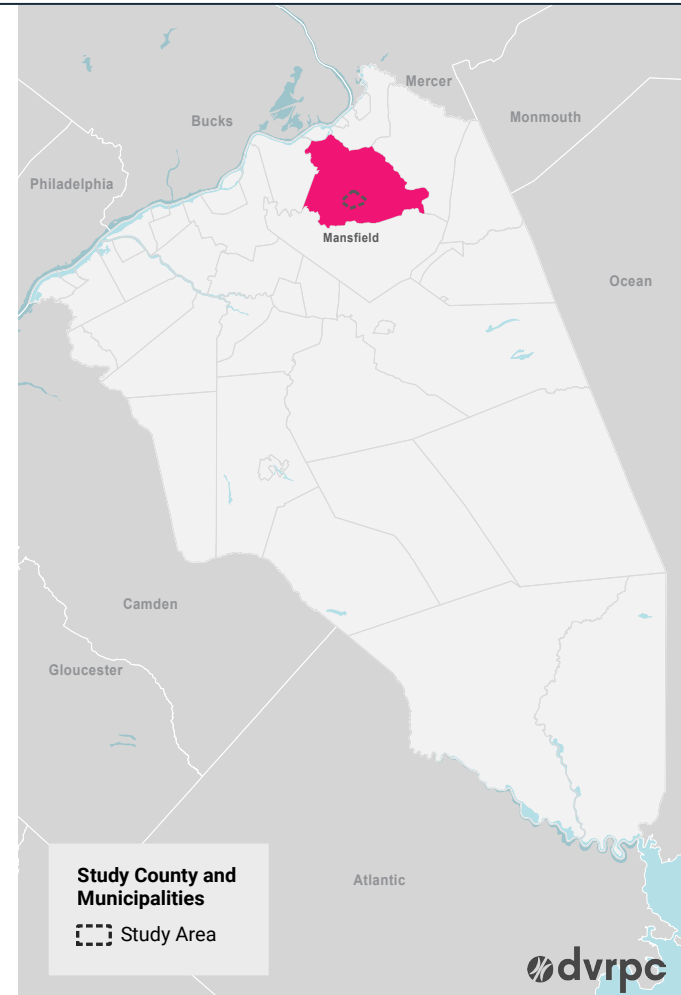 Mercer
Monmouth
Bucks
Philadelphia
Mansfield
Ocean
Camden
Gloucester
Atlantic
Study County and
Municipalities
Study Area
dvrpc